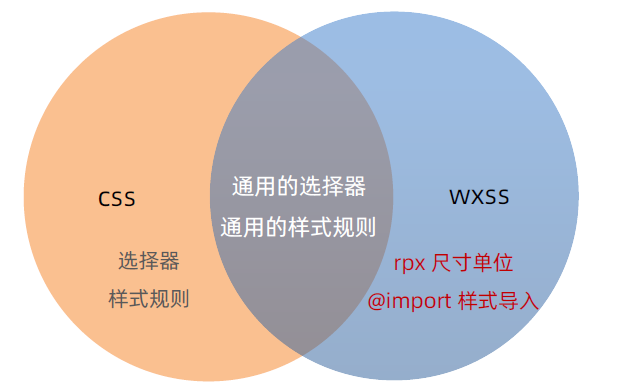 CSS
选择器
样式规则
通用的选择器
通用的样式规则
WXSS
rpx 尺寸单位
@import 样式导入